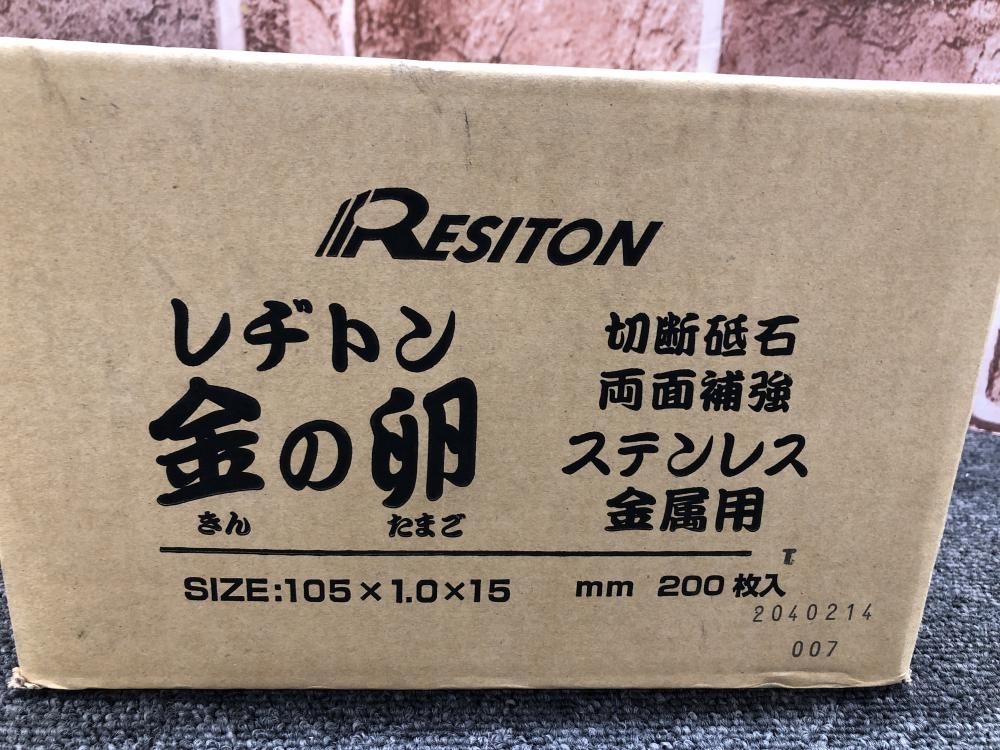 RESITON
レヂトン
金の卵
きん たまご
切断砥石
両面補強
ステンレス
金属用
SIZE:105×1.0×15 mm 200枚入
2040214
007